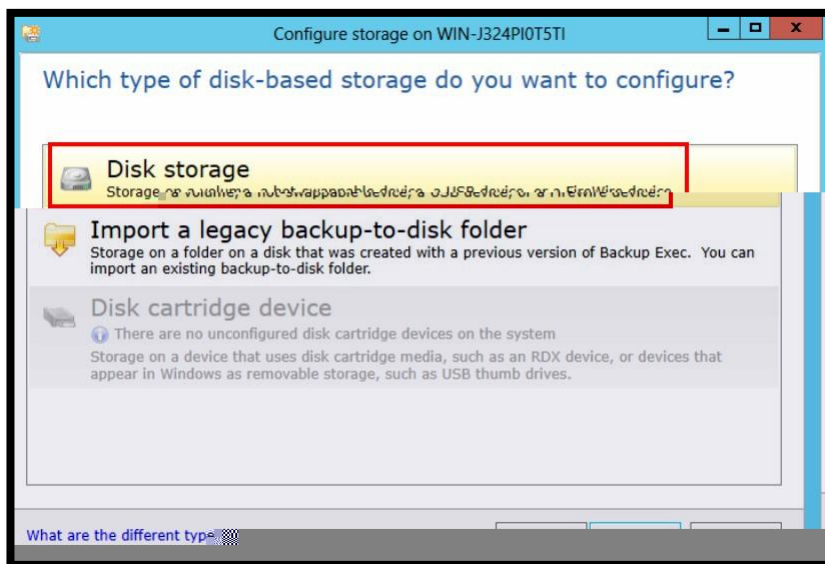 Configure storage on WIN-J324PI0T5TI
Which type of disk-based storage do you want to configure?
Disk storage
Storage
Import a legacy backup-to-disk folder
Storage on a folder on a disk that was created with a previous version of Backup Exec. You can
import an existing backup-to-disk folder.
Disk cartridge device
There are no unconfigured disk cartridge devices on the system
Storage on a device that uses disk cartridge media, such as an RDX device, or devices that
appear in Windows as removable storage, such as USB thumb drives.
What are the different